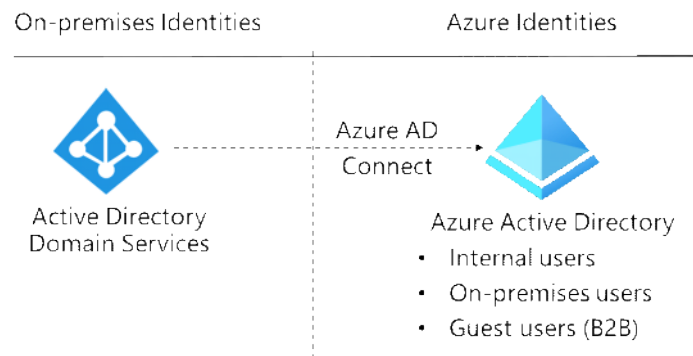 On-premises Identities
Azure Identities
Azure AD
Connect
Active Directory
Domain Services
Azure Active Directory
• Internal users
• On-premises users
• Guest users (B2B)